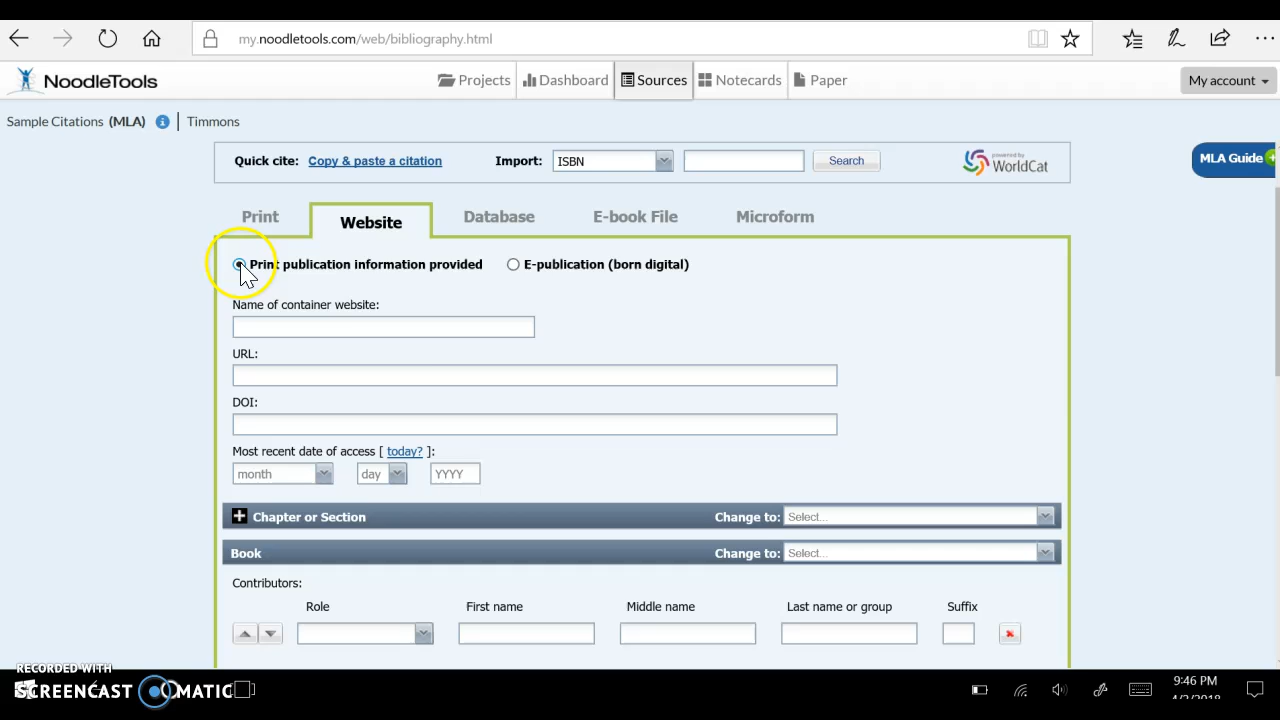 my.noodletools.com/web/bibliography.html
NoodleTools
Projects
Dashboard
Sources
Notecards
Paper
My account
Sample Citations (MLA)
Timmons
Quick cite: Copy & paste a citation
Import: ISBN
Search
powered by WorldCat
MLA Guide
Print
Website
Database
E-book File
Microform
Print publication information provided
E-publication (born digital)
Name of container website:
URL:
DOI:
Most recent date of access [ today? ]:
month
day
YYYY
Chapter or Section
Change to: Select...
Book
Change to: Select...
Contributors:
Role
First name
Middle name
Last name or group
Suffix
RECORDED WITH
SCREENCAST MATIC
9:46 PM